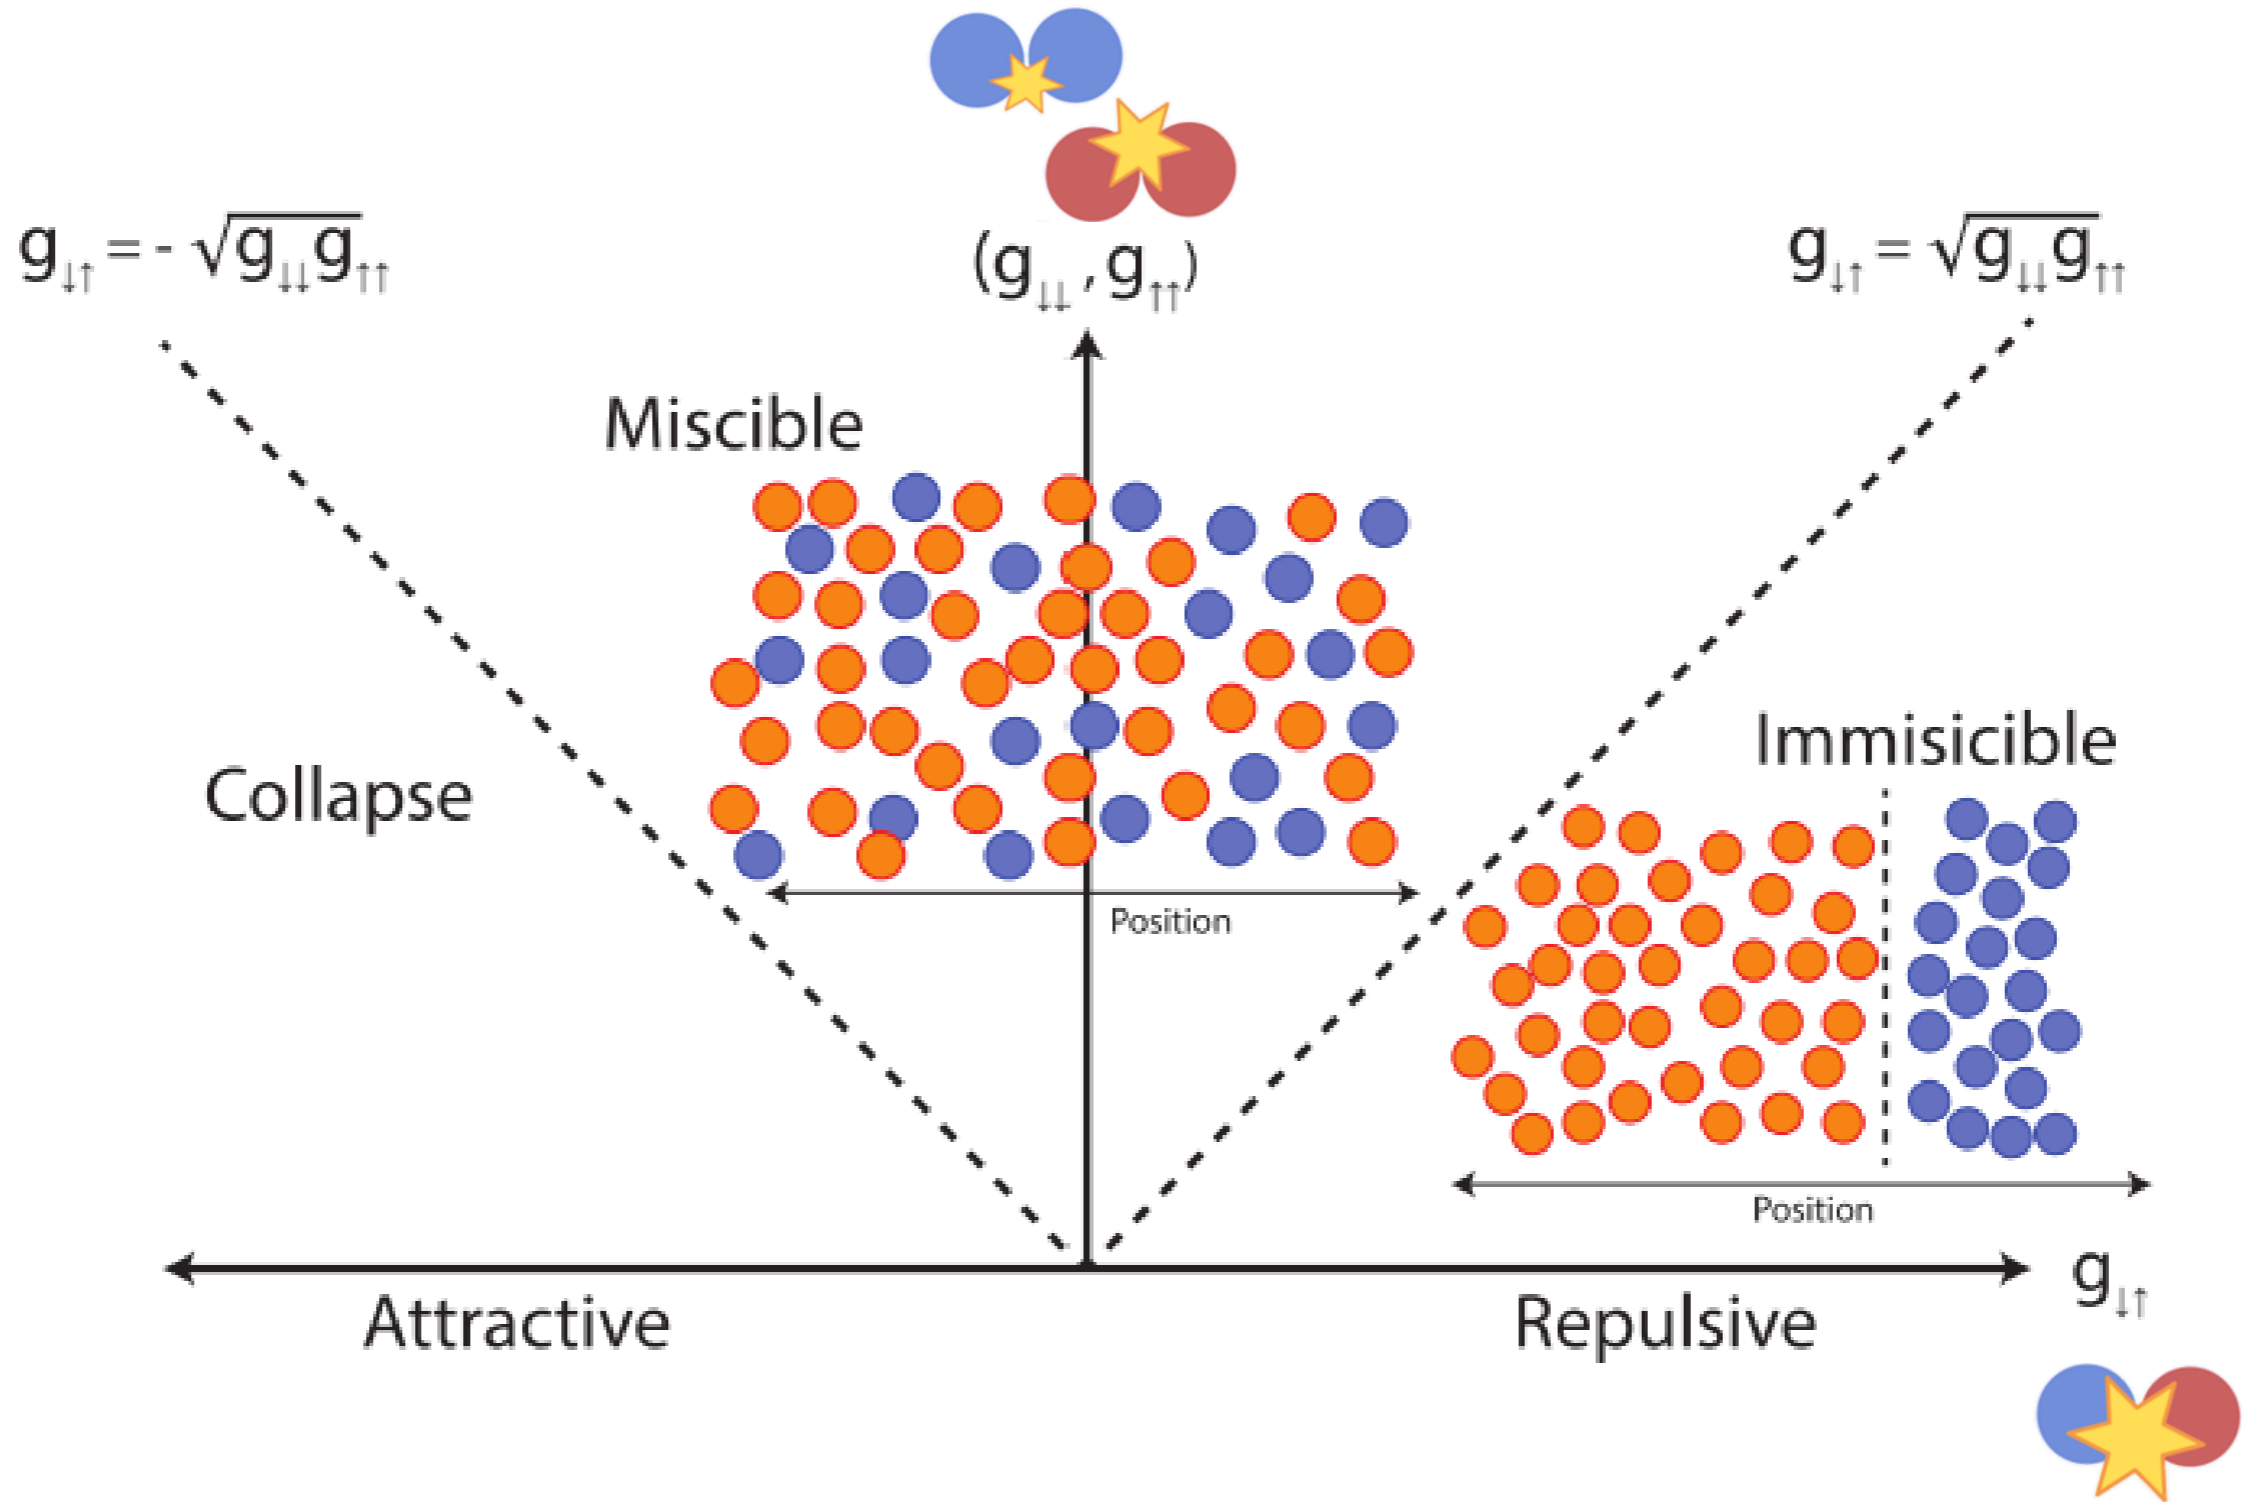 g↓↑ = - √g↓↓g↑↑
(g↓↓ , g↑↑)
g↓↑ = √g↓↓g↑↑
Miscible
Immisicible
Collapse
Position
Position
g↓↑
Attractive
Repulsive